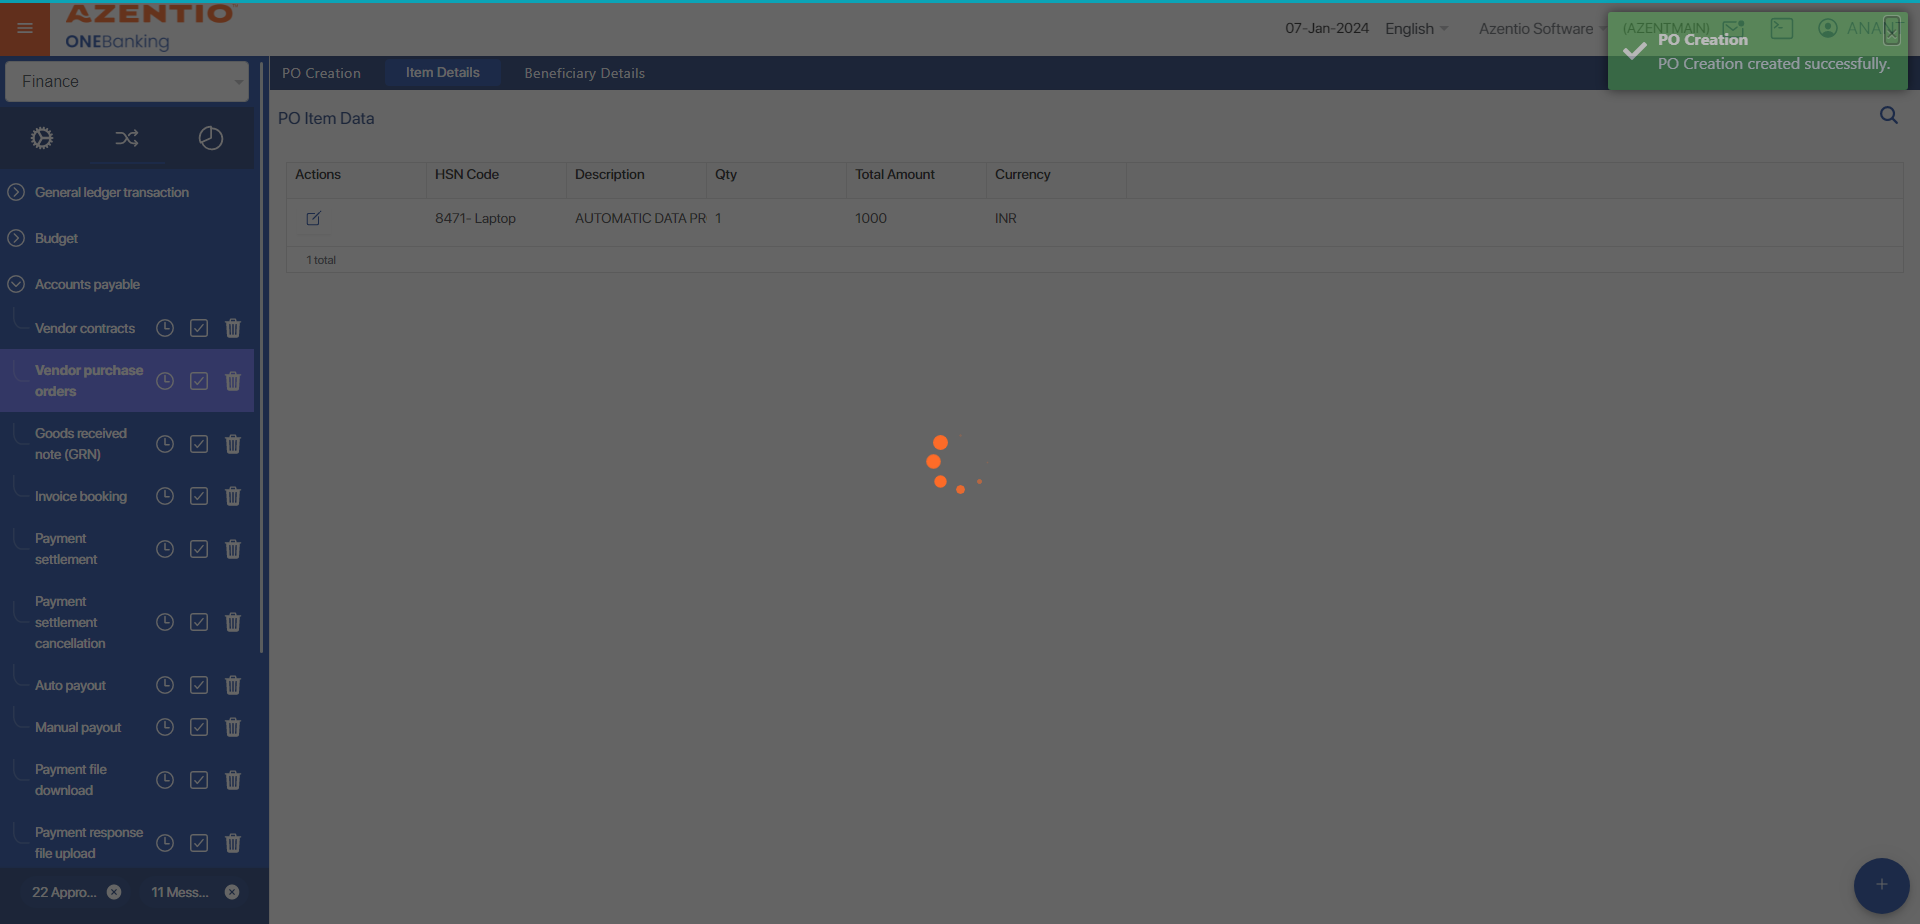 AZENTIO
ONEBanking
07-Jan-2024
English
Azentio Software
(AZENTMAIN)
PO Creation
PO Creation created successfully.
Finance
PO Creation
Item Details
Beneficiary Details
PO Item Data
Actions
HSN Code
Description
Qty
Total Amount
Currency
8471- Laptop
AUTOMATIC DATA PR
1
1000
INR
1 total
General ledger transaction
Budget
Accounts payable
Vendor contracts
Vendor purchase
orders
Goods received
note (GRN)
Invoice booking
Payment
settlement
Payment
settlement
cancellation
Auto payout
Manual payout
Payment file
download
Payment response
file upload
22 Appro...
11 Mess...